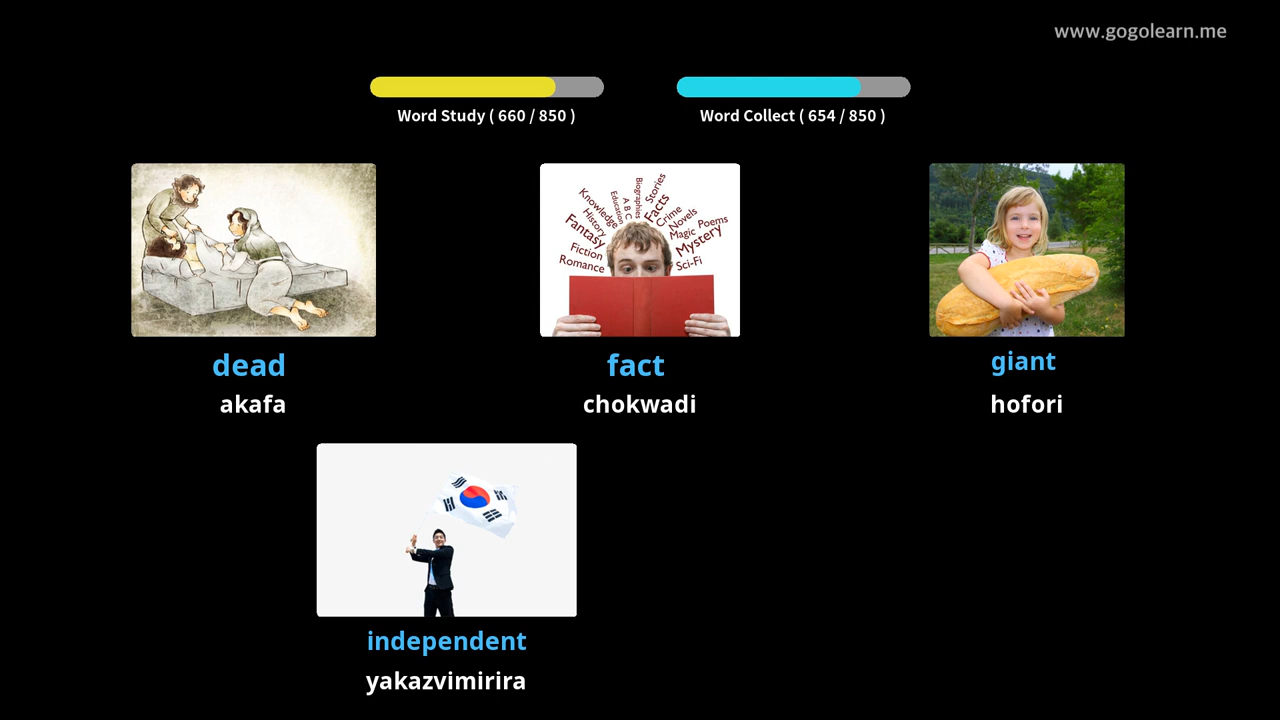 www.gogolearn.me
Word Study ( 660 / 850 )
Word Collect ( 654 / 850 )
Knowledge
Education
A B C
Biographies
Stories
History
Facts
Crime
Novels
Fantasy
Magic
Poems
Fiction
Mystery
Romance
Sci-Fi
dead
akafa
fact
chokwadi
giant
hofori
independent
yakazvimirira